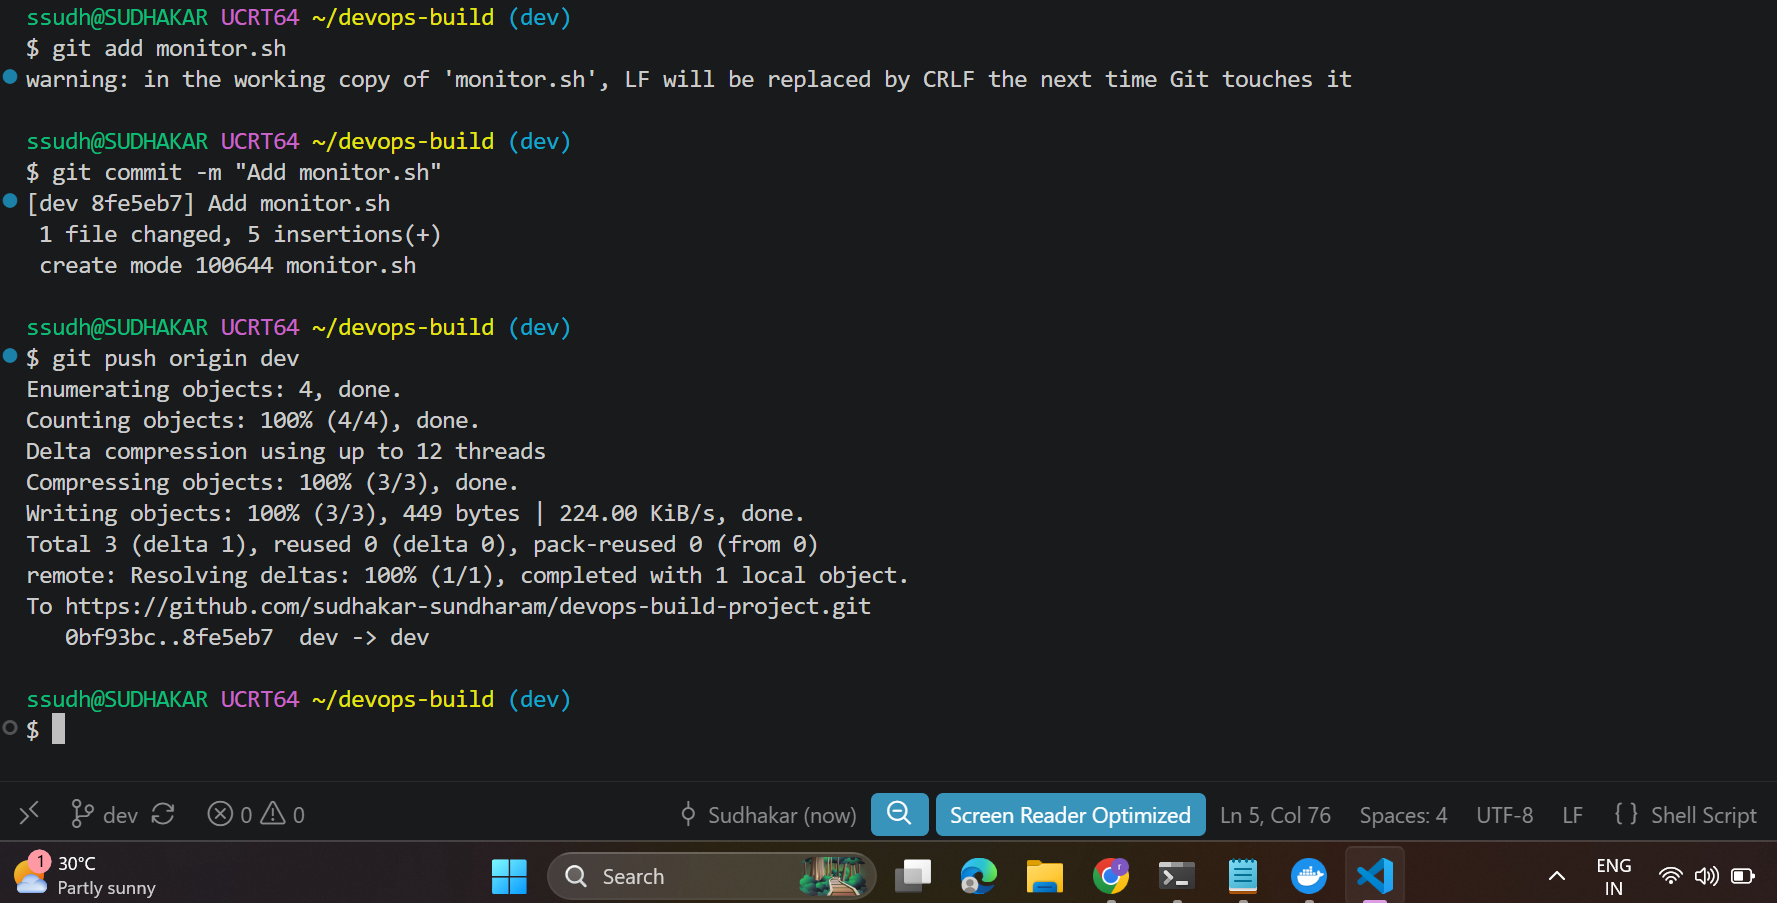 ssudh@SUDHAKAR UCRT64 ~/devops-build (dev)
$ git add monitor.sh
warning: in the working copy of 'monitor.sh', LF will be replaced by CRLF the next time Git touches it
ssudh@SUDHAKAR UCRT64 ~/devops-build (dev)
$ git commit -m "Add monitor.sh"
[dev 8fe5eb7] Add monitor.sh
1 file changed, 5 insertions(+)
create mode 100644 monitor.sh
ssudh@SUDHAKAR UCRT64 ~/devops-build (dev)
$ git push origin dev
Enumerating objects: 4, done.
Counting objects: 100% (4/4), done.
Delta compression using up to 12 threads
Compressing objects: 100% (3/3), done.
Writing objects: 100% (3/3), 449 bytes | 224.00 KiB/s, done.
Total 3 (delta 1), reused 0 (delta 0), pack-reused 0 (from 0)
remote: Resolving deltas: 100% (1/1), completed with 1 local object.
To https://github.com/sudhakar-sundharam/devops-build-project.git
0bf93bc..8fe5eb7  dev -> dev
ssudh@SUDHAKAR UCRT64 ~/devops-build (dev)
$
dev 0 0 Sudhakar (now) Screen Reader Optimized Ln 5, Col 76 Spaces: 4 UTF-8 LF { } Shell Script
1 30°C
Partly sunny
Search
ENG
IN